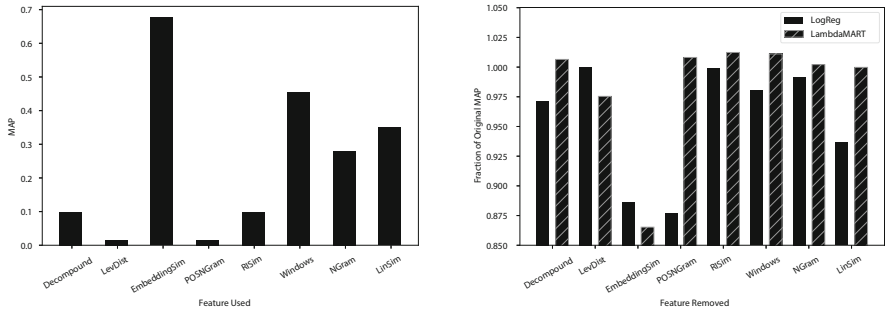 0.7
0.6
0.5
0.4
0.3
0.2
0.1
0.0
MAP
Decompound
LevDist
EmbeddingSim
POSNGram
RISim
Windows
NGram
LinSim
Feature Used
1.050
1.025
1.000
0.975
0.950
0.925
0.900
0.875
0.850
Fraction of Original MAP
LogReg
LambdaMART
Decompound
LevDist
EmbeddingSim
POSNGram
RISim
Windows
NGram
LinSim
Feature Removed